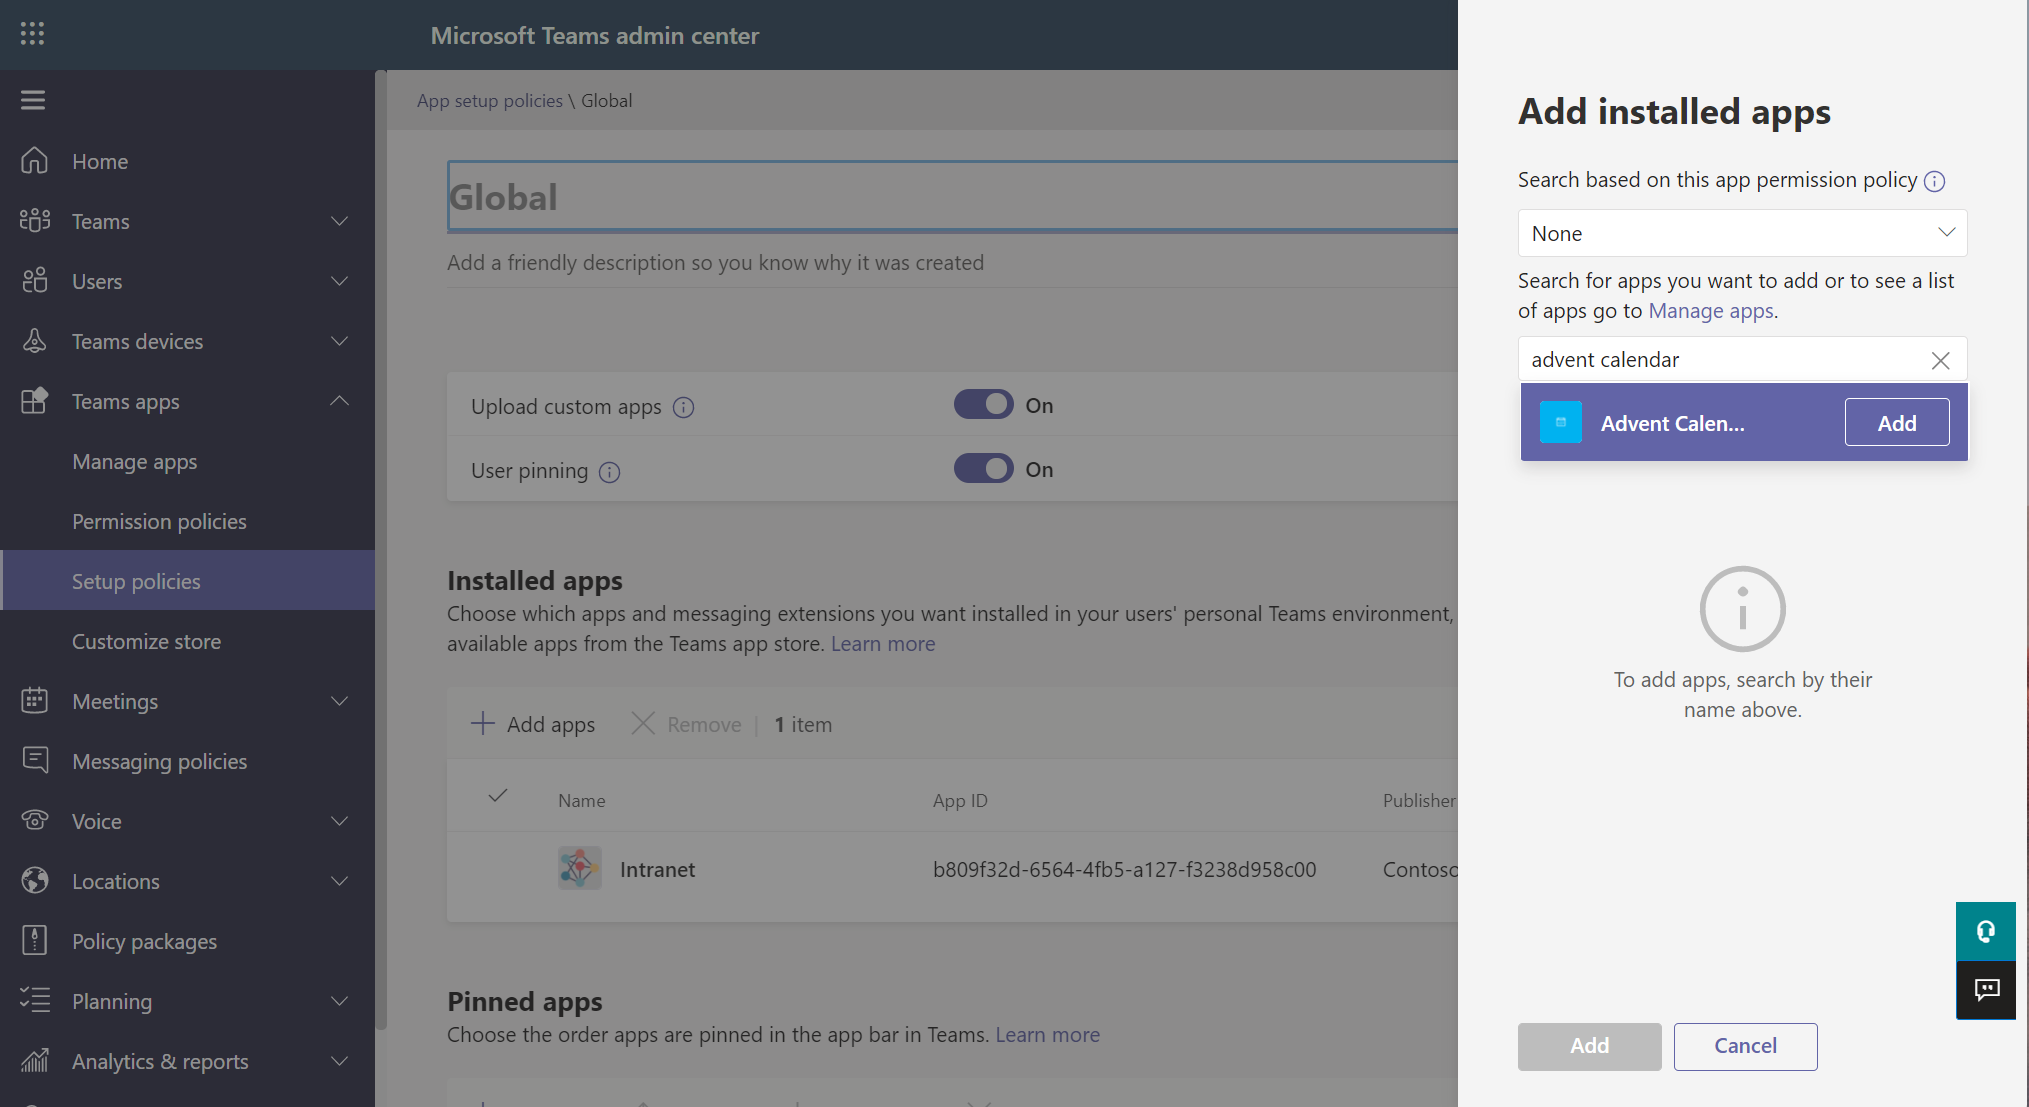 Microsoft Teams admin center
Home
Teams
Users
Teams devices
Teams apps
Manage apps
Permission policies
Setup policies
Customize store
Meetings
Messaging policies
Voice
Locations
Policy packages
Planning
Analytics & reports
App setup policies \ Global
Global
Add a friendly description so you know why it was created
Upload custom apps
On
User pinning
On
Installed apps
Choose which apps and messaging extensions you want installed in your users' personal Teams environment,
available apps from the Teams app store. Learn more
Add apps Remove | 1 item
Name App ID Publisher
Intranet b809f32d-6564-4fb5-a127-f3238d958c00 Contoso
Pinned apps
Choose the order apps are pinned in the app bar in Teams. Learn more
Add installed apps
Search based on this app permission policy
None
Search for apps you want to add or to see a list
of apps go to Manage apps.
advent calendar
Advent Calen...
Add
To add apps, search by their
name above.
Add
Cancel